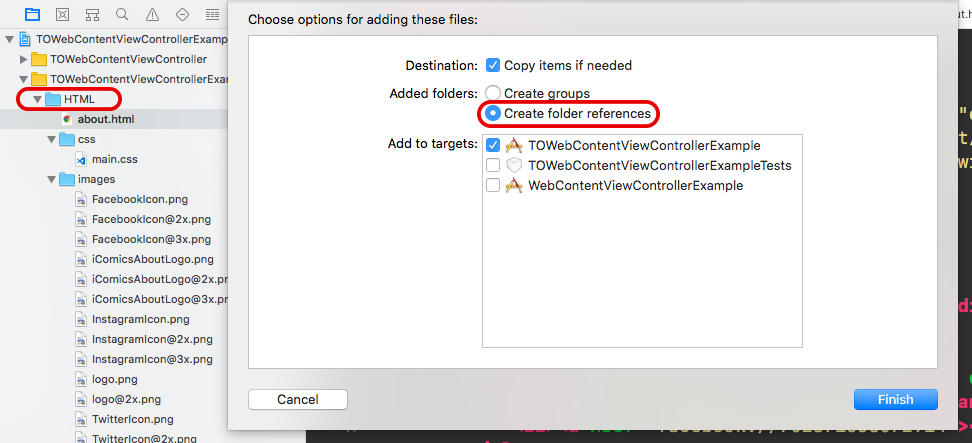 TOWebContentViewControllerExamp
TOWebContentViewController
TOWebContentViewControllerExa
HTML
about.html
css
main.css
images
FacebookIcon.png
FacebookIcon@2x.png
FacebookIcon@3x.png
iComicsAboutLogo.png
iComicsAboutLogo@2x.p
iComicsAboutLogo@3x.p
InstagramIcon.png
InstagramIcon@2x.png
InstagramIcon@3x.png
logo.png
logo@2x.png
TwitterIcon.png
TwitterIcon@2x.png
Choose options for adding these files:
Destination: Copy items if needed
Added folders: Create groups
Create folder references
Add to targets: TOWebContentViewControllerExample
TOWebContentViewControllerExampleTests
WebContentViewControllerExample
Cancel
Finish